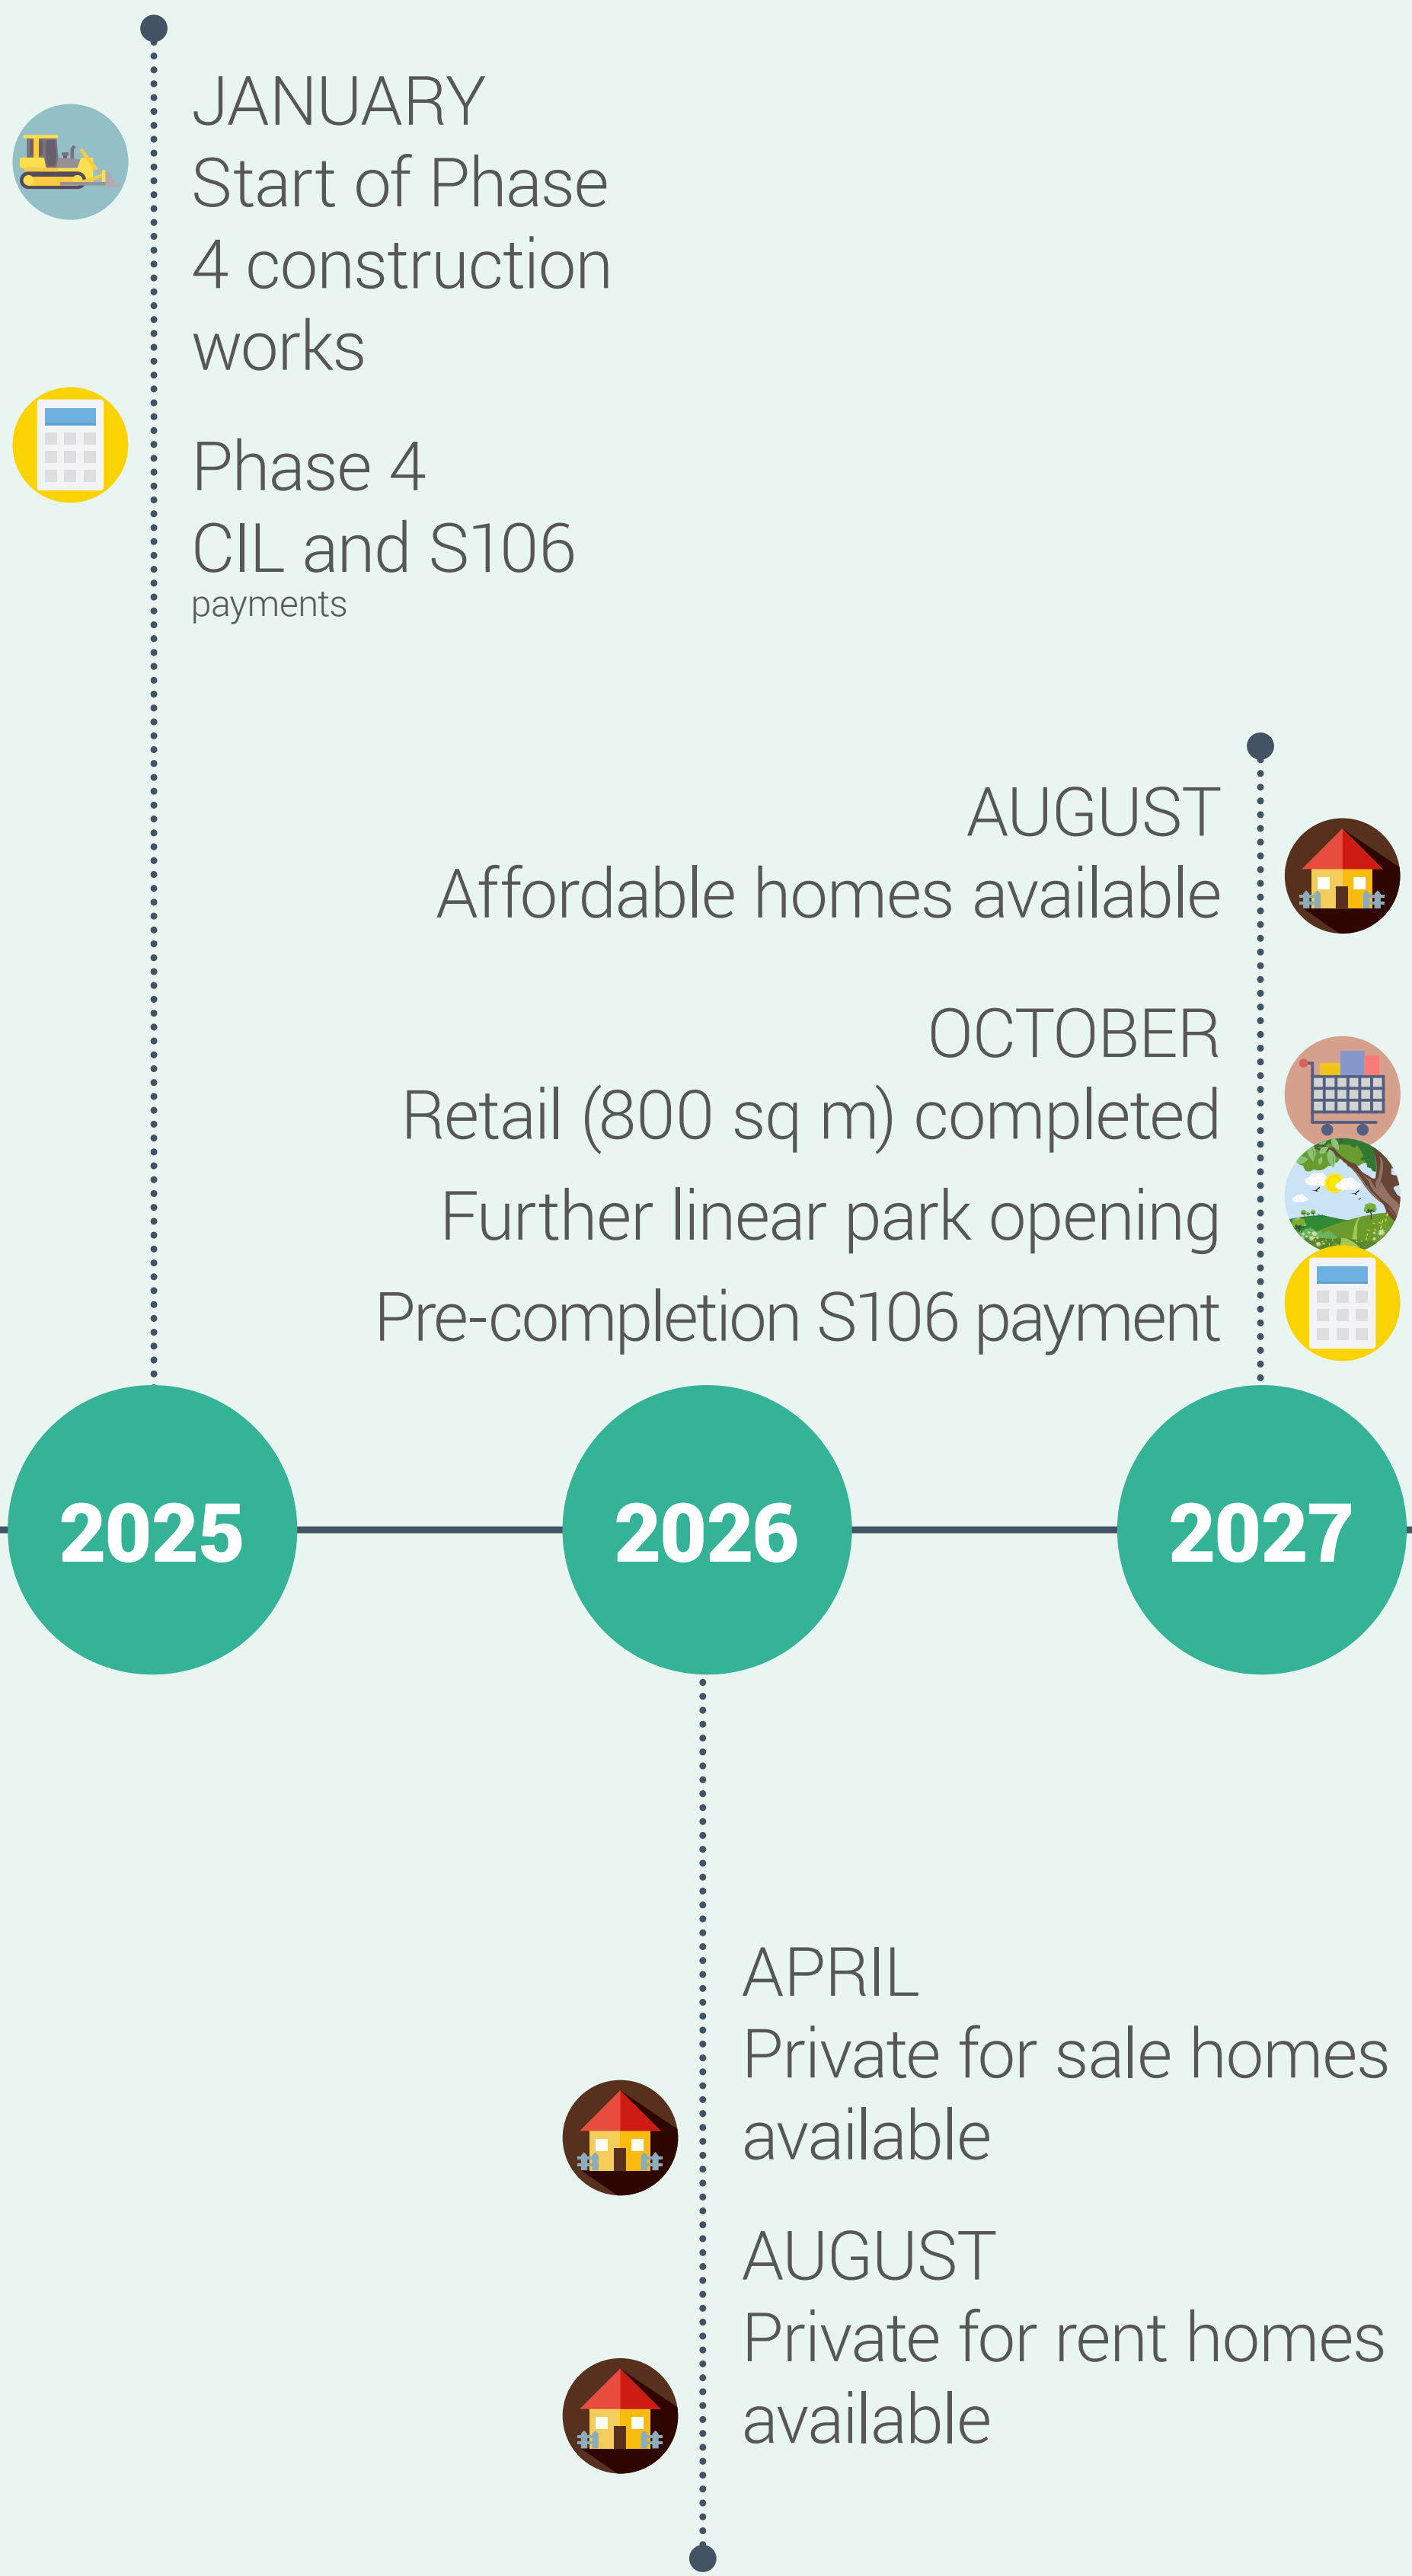 JANUARY
Start of Phase
4 construction
works
Phase 4
CIL and S106
payments
AUGUST
Affordable homes available
OCTOBER
Retail (800 sq m) completed
Further linear park opening
Pre-completion S106 payment
2025
2026
2027
APRIL
Private for sale homes
available
AUGUST
Private for rent homes
available